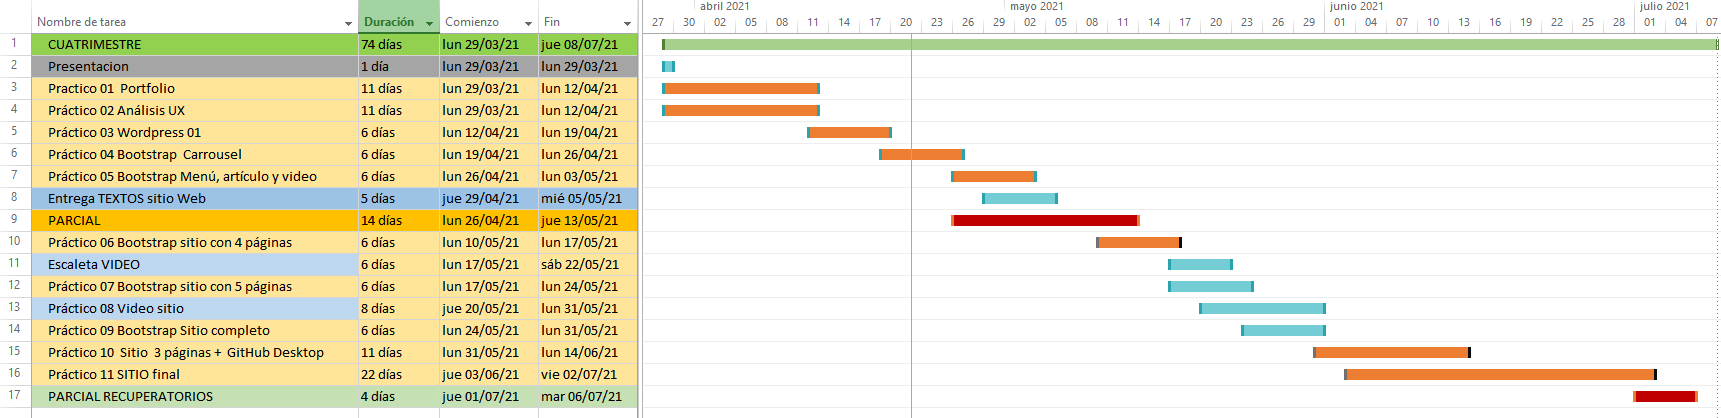 abril 2021 mayo 2021 junio 2021 julio 2021
Nombre de tarea Duración Comienzo Fin 27 30 02 05 08 11 14 17 20 23 26 29 02 05 08 11 14 17 20 23 26 29 01 04 07 10 13 16 19 22 25 28 01 04 07
1 CUATRIMESTRE 74 días lun 29/03/21 jue 08/07/21
2 Presentacion 1 día lun 29/03/21 lun 29/03/21
3 Practico 01 Portfolio 11 días lun 29/03/21 lun 12/04/21
4 Práctico 02 Análisis UX 11 días lun 29/03/21 lun 12/04/21
5 Práctico 03 Wordpress 01 6 días lun 12/04/21 lun 19/04/21
6 Práctico 04 Bootstrap Carrousel 6 días lun 19/04/21 lun 26/04/21
7 Práctico 05 Bootstrap Menú, artículo y video 6 días lun 26/04/21 lun 03/05/21
8 Entrega TEXTOS sitio Web 5 días jue 29/04/21 mié 05/05/21
9 PARCIAL 14 días lun 26/04/21 jue 13/05/21
10 Práctico 06 Bootstrap sitio con 4 páginas 6 días lun 10/05/21 lun 17/05/21
11 Escaleta VIDEO 6 días lun 17/05/21 sáb 22/05/21
12 Práctico 07 Bootstrap sitio con 5 páginas 6 días lun 17/05/21 lun 24/05/21
13 Práctico 08 Video sitio 8 días jue 20/05/21 lun 31/05/21
14 Práctico 09 Bootstrap Sitio completo 6 días lun 24/05/21 lun 31/05/21
15 Práctico 10 Sitio 3 páginas + GitHub Desktop 11 días lun 31/05/21 lun 14/06/21
16 Práctico 11 SITIO final 22 días jue 03/06/21 vie 02/07/21
17 PARCIAL RECUPERATORIOS 4 días jue 01/07/21 mar 06/07/21